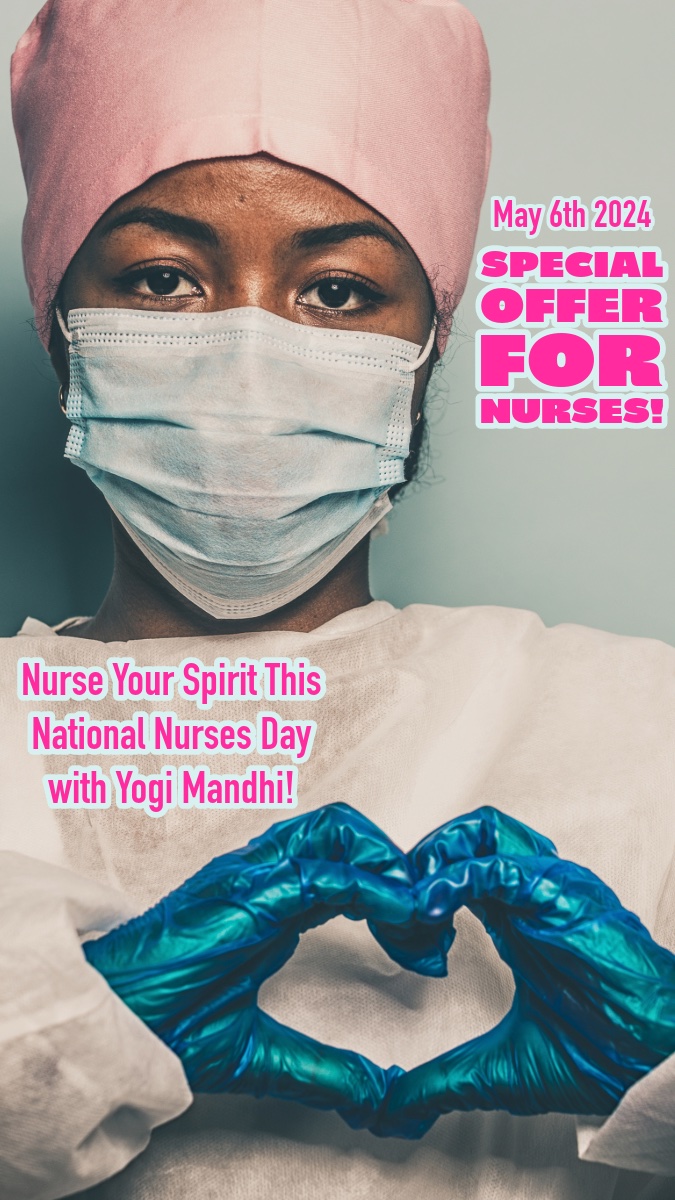 May 6th 2024
SPECIAL
OFFER
FOR
NURSES!
Nurse Your Spirit This
National Nurses Day
with Yogi Mandhi!